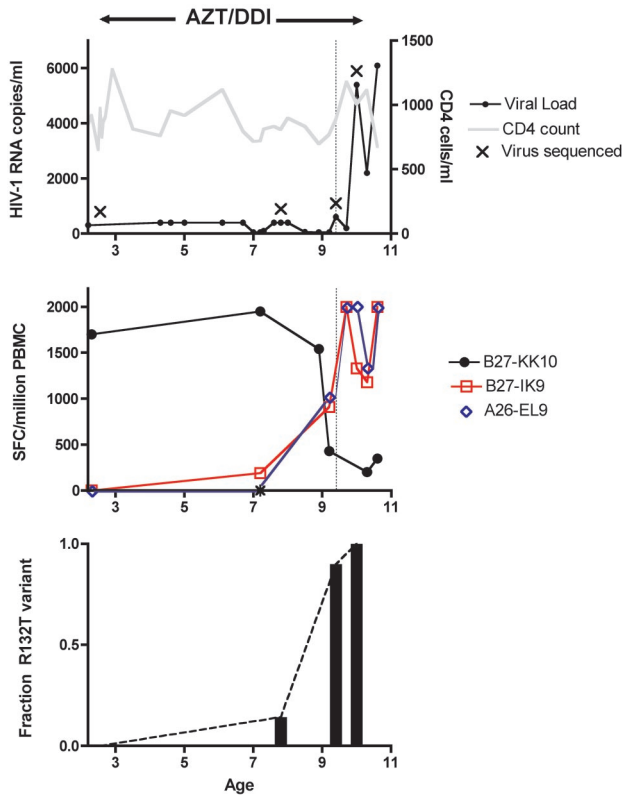 AZT/DDI
HIV-1 RNA copies/ml
6000
4000
2000
0
1500
1000
500
0
CD4 cells/ml
3 5 7 9 11
Viral Load
CD4 count
Virus sequenced
SFC/million PBMC
2000
1500
1000
500
0
3 5 7 9 11
B27-KK10
B27-IK9
A26-EL9
Fraction R132T variant
1.0
0.5
0.0
3 5 7 9 11
Age